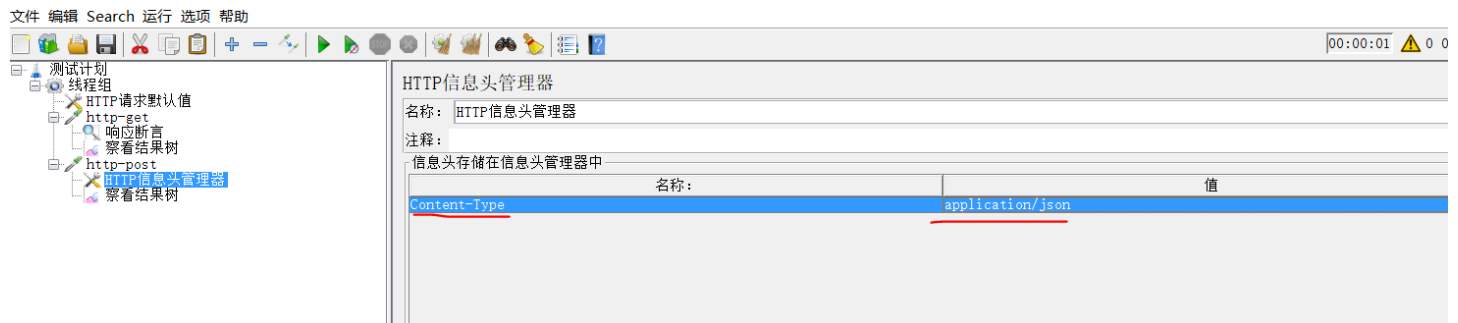 文件 编辑 Search 运行 选项 帮助
00:00:01 0 0
测试计划
线程组
HTTP请求默认值
http-get
响应断言
察看结果树
http-post
HTTP信息头管理器
察看结果树
HTTP信息头管理器
名称： HTTP信息头管理器
注释：
信息头存储在信息头管理器中
名称： 值
Content-Type application/json